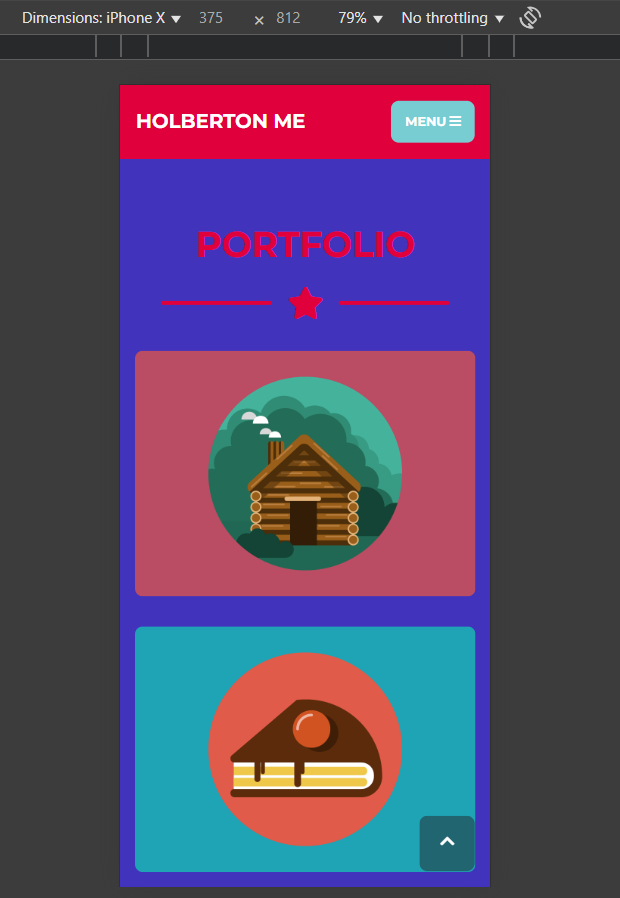 Dimensions: iPhone X 375 × 812 79% No throttling
HOLBERTON ME MENU
PORTFOLIO